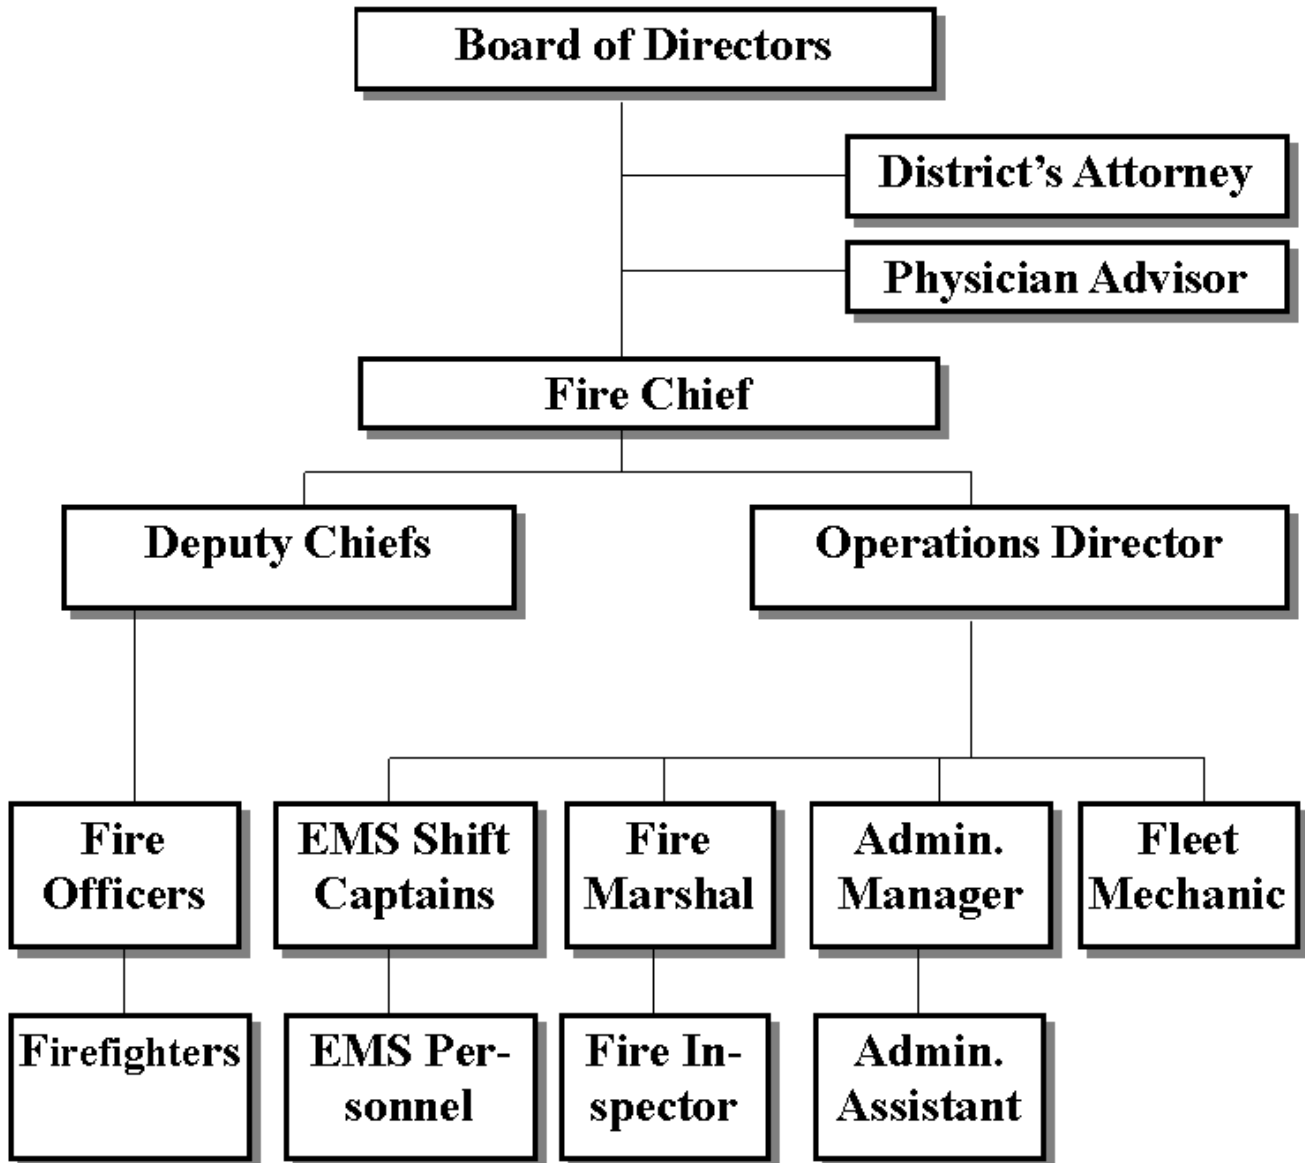 Board of Directors
District’s Attorney
Physician Advisor
Fire Chief
Deputy Chiefs
Operations Director
Fire
Officers
EMS Shift
Captains
Fire
Marshal
Admin.
Manager
Fleet
Mechanic
Firefighters
EMS Per-
sonnel
Fire In-
spector
Admin.
Assistant